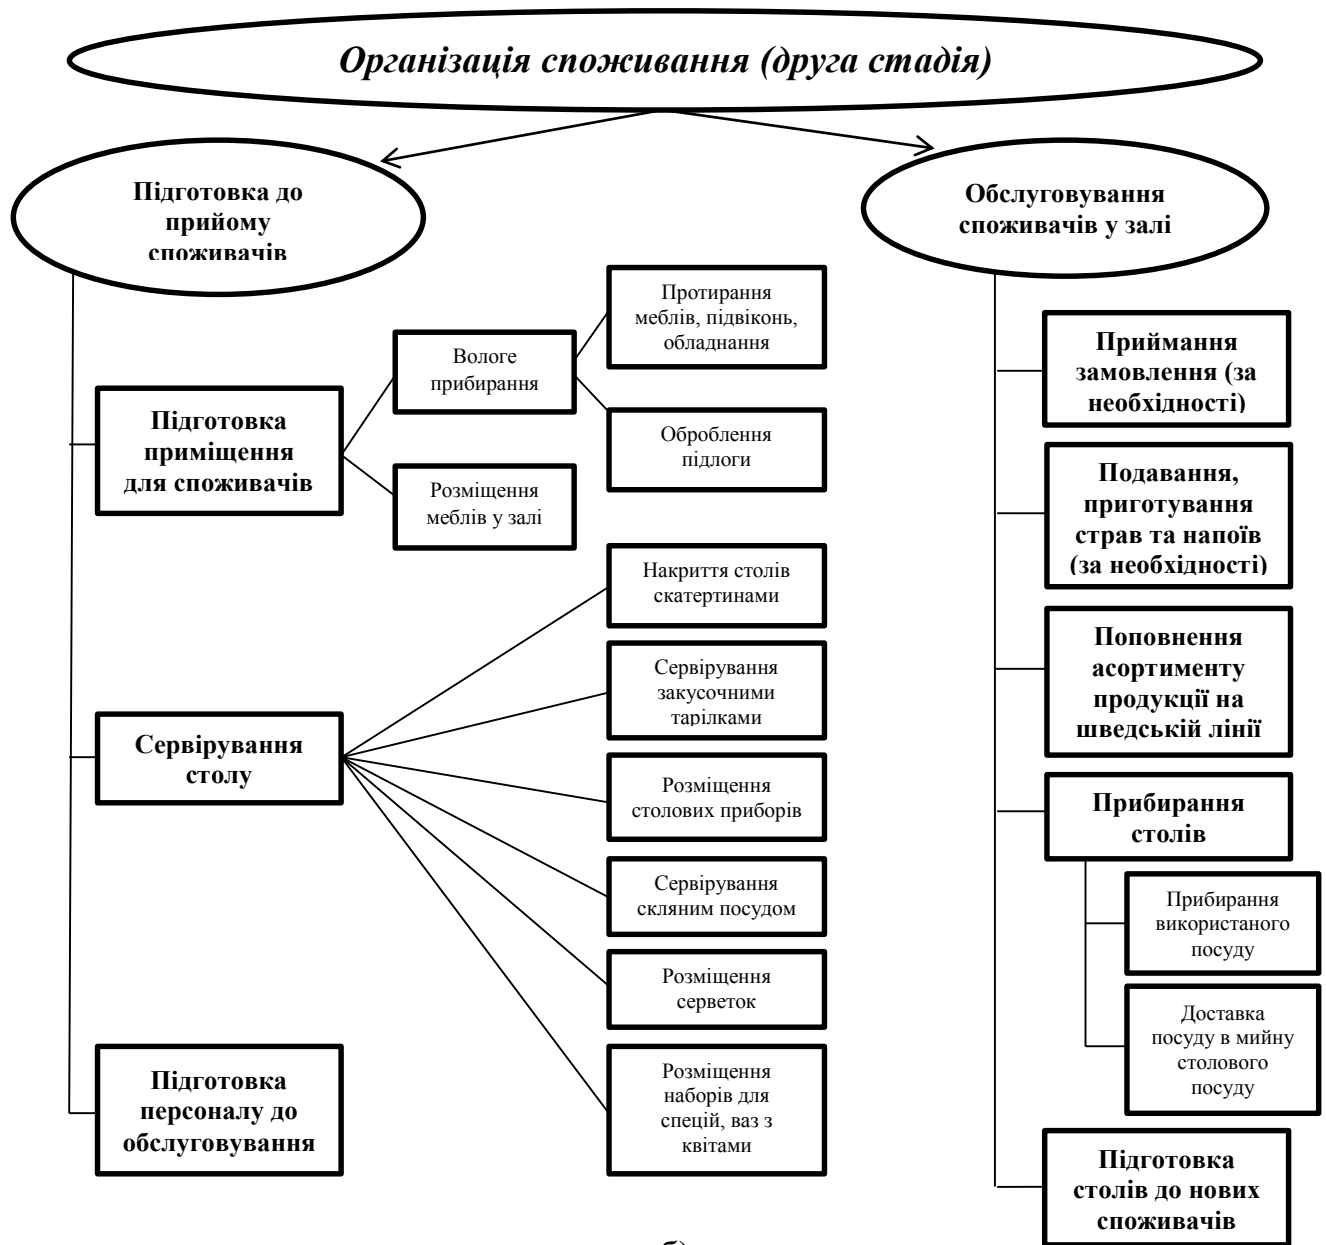 Організація споживання (друга стадія)
Підготовка до
прийому
споживачів
Обслуговування
споживачів у залі
Підготовка
приміщення
для споживачів
Вологе
прибирання
Протирання
меблів, підвіконь,
обладнання
Оброблення
підлоги
Розміщення
меблів у залі
Сервірування
столу
Накриття столів
скатертинами
Сервірування
закусочними
тарілками
Розміщення
столових приборів
Сервірування
скляним посудом
Розміщення
серветок
Розміщення
наборів для
спецій, ваз з
квітами
Підготовка
персоналу до
обслуговування
Приймання
замовлення (за
необхідності)
Подавання,
приготування
страв та напоїв
(за необхідності)
Поповнення
асортименту
продукції на
шведській лінії
Прибирання
столів
Прибирання
використаного
посуду
Доставка
посуду в мийну
столового
посуду
Підготовка
столів до нових
споживачів
б)